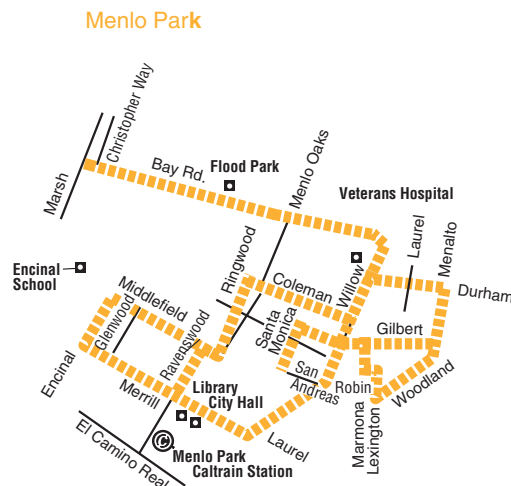 Menlo Park
Christopher Way
Marsh
Bay Rd.
Flood Park
Menlo Oaks
Veterans Hospital
Encinal
School
Middlefield
Glenwood
Ringwood
Coleman
Willow
Laurel
Menalto
Durham
Santa
Monica
Gilbert
Ravenswood
San
Andreas
Robin
Woodland
Encinal
Merrill
Library
City Hall
Laurel
Marmona
Lexington
El Camino Real
Menlo Park
Caltrain Station